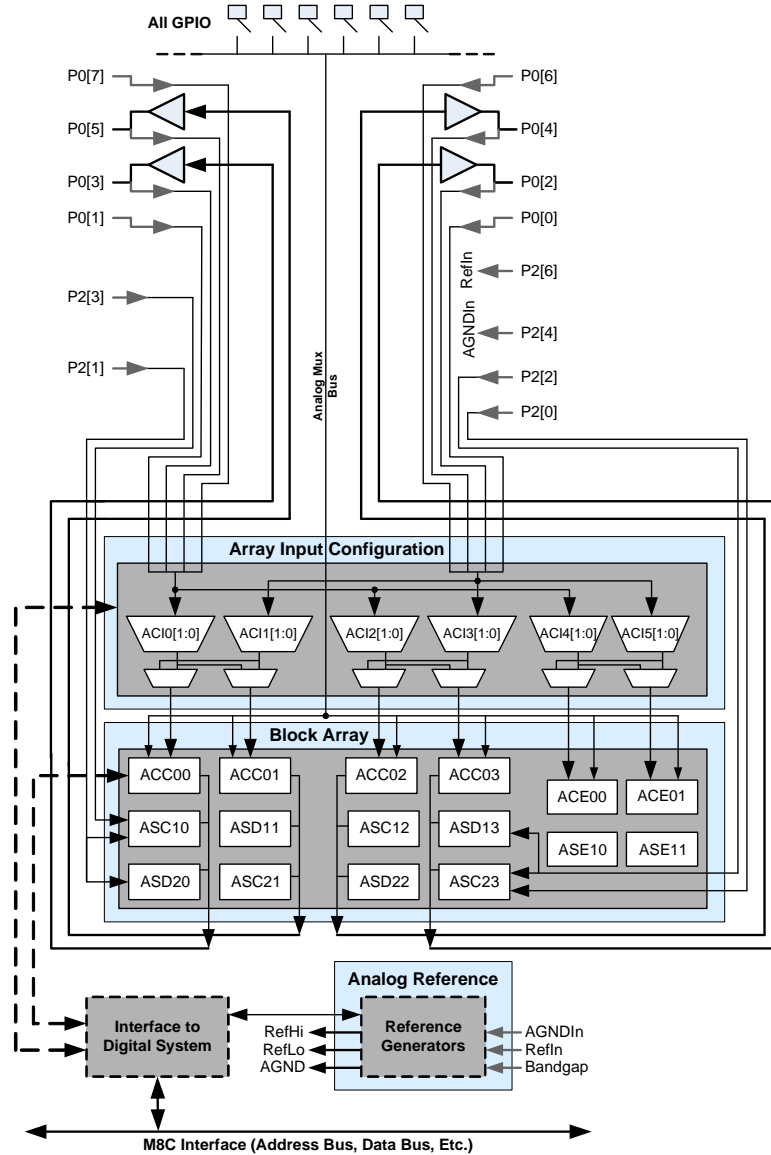 All GPIO
P0[7]
P0[6]
P0[5]
P0[4]
P0[3]
P0[2]
P0[1]
P0[0]
RefIn
P2[6]
P2[3]
AGNDIn
P2[4]
P2[1]
P2[2]
P2[0]
Analog Mux
Bus
Array Input Configuration
ACI0[1:0] ACI1[1:0] ACI2[1:0] ACI3[1:0] ACI4[1:0] ACI5[1:0]
Block Array
ACC00 ACC01 ACC02 ACC03
ACE00 ACE01
ASC10 ASD11 ASC12 ASD13
ASE10 ASE11
ASD20 ASC21 ASD22 ASC23
Analog Reference
Interface to
Digital System
Reference
Generators
RefHi
RefLo
AGND
AGNDIn
RefIn
Bandgap
M8C Interface (Address Bus, Data Bus, Etc.)